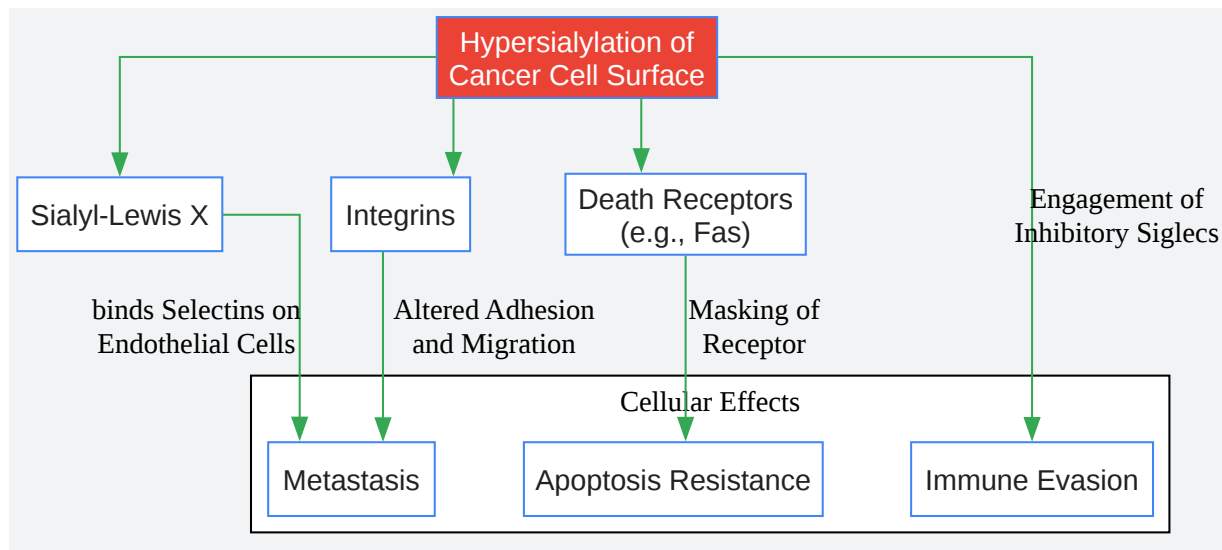 Hypersialylation of
Cancer Cell Surface
Sialyl-Lewis X
Integrins
Death Receptors
(e.g., Fas)
Engagement of
Inhibitory Siglecs
binds Selectins on
Endothelial Cells
Altered Adhesion
and Migration
Masking of
Receptor
Cellular Effects
Metastasis
Apoptosis Resistance
Immune Evasion